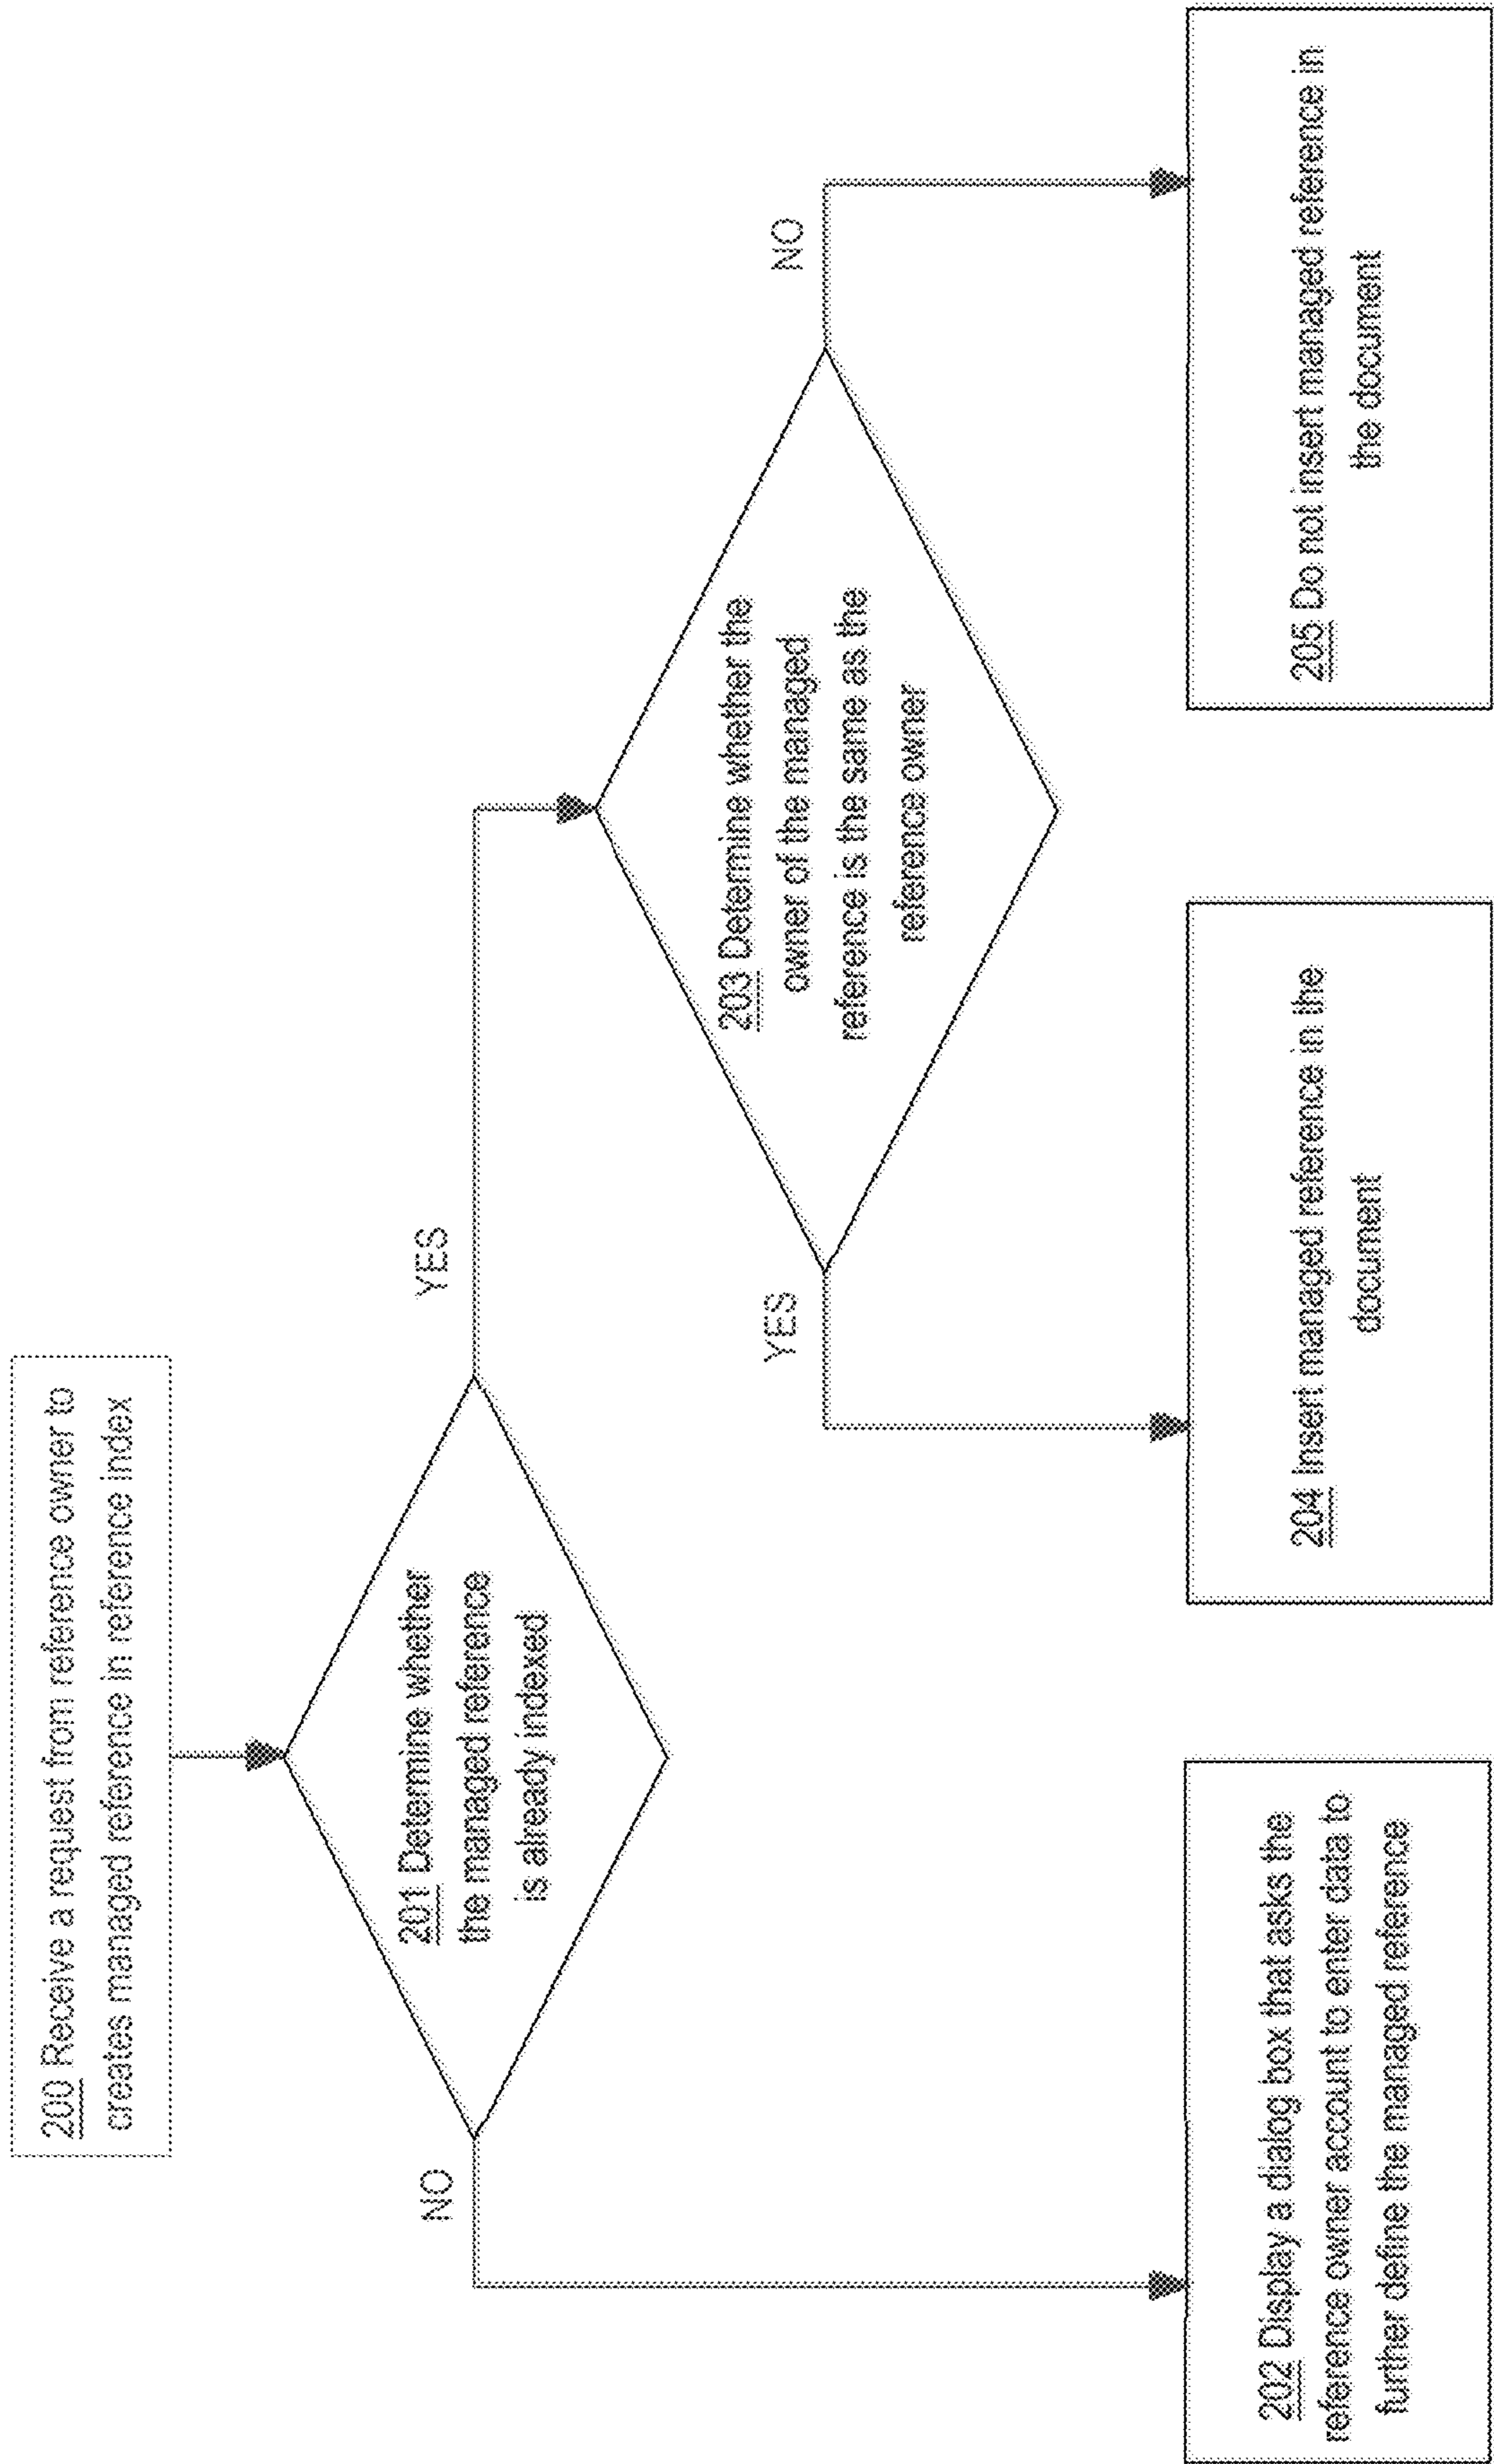 200 Receive a request from reference owner to
creates managed reference in reference index
201 Determine whether
the managed reference
is already indexed
NO
YES
203 Determine whether the
owner of the managed
reference is the same as the
reference owner
YES
NO
202 Display a dialog box that asks the
reference owner account to enter data to
further define the managed reference
204 Insert managed reference in the
document
205 Do not insert managed reference in
the document